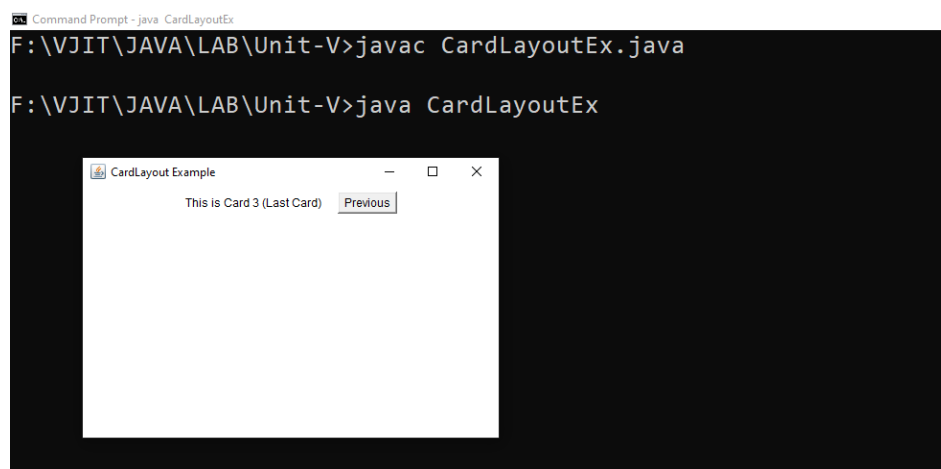 Command Prompt - java CardLayoutEx
F:\VJIT\JAVA\LAB\Unit-V>javac CardLayoutEx.java
F:\VJIT\JAVA\LAB\Unit-V>java CardLayoutEx
CardLayout Example
This is Card 3 (Last Card) Previous